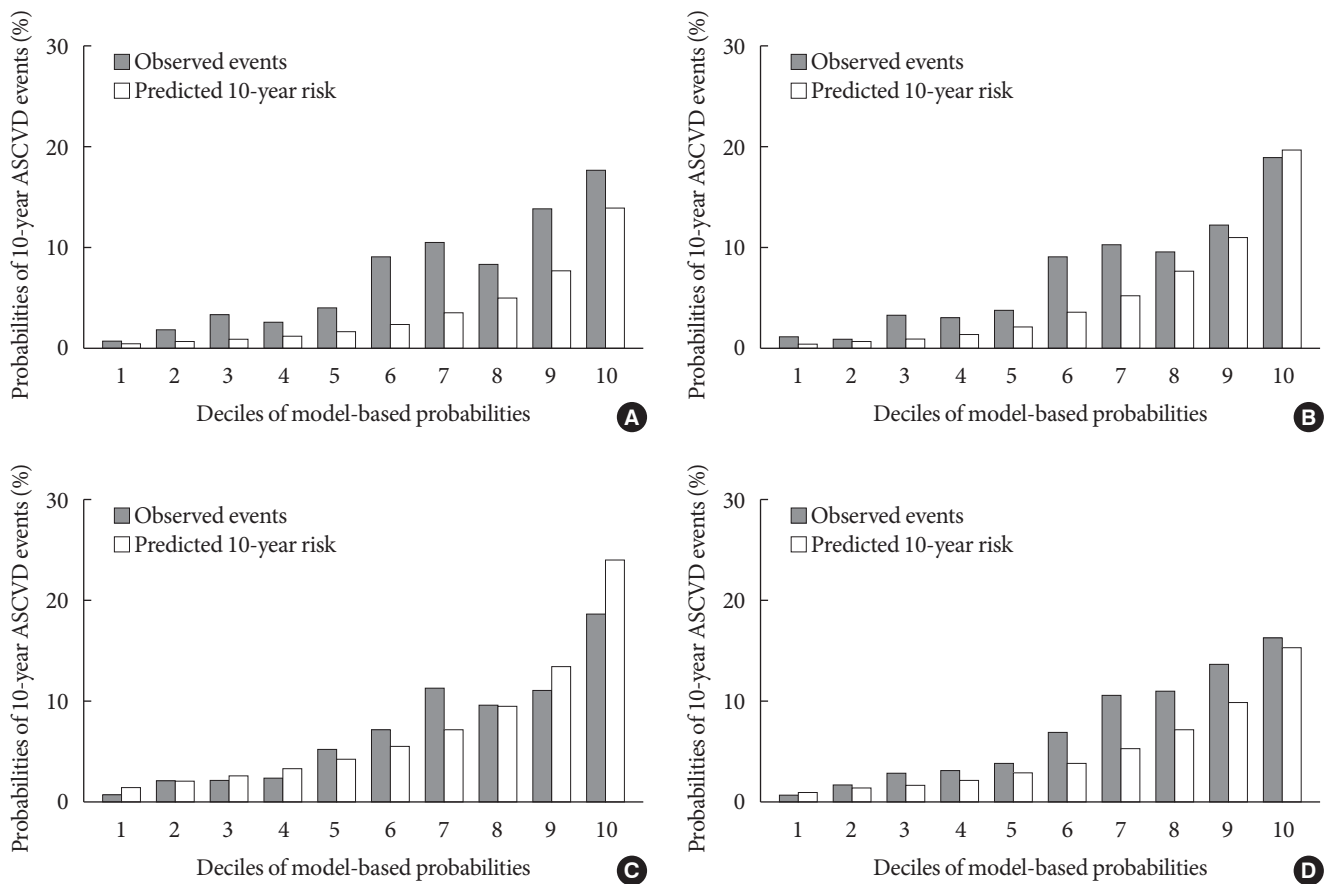 Probabilities of 10-year ASCVD events (%)
30
20
10
0
Observed events
Predicted 10-year risk
1 2 3 4 5 6 7 8 9 10
Deciles of model-based probabilities
A
Probabilities of 10-year ASCVD events (%)
30
20
10
0
Observed events
Predicted 10-year risk
1 2 3 4 5 6 7 8 9 10
Deciles of model-based probabilities
B
Probabilities of 10-year ASCVD events (%)
30
20
10
0
Observed events
Predicted 10-year risk
1 2 3 4 5 6 7 8 9 10
Deciles of model-based probabilities
C
Probabilities of 10-year ASCVD events (%)
30
20
10
0
Observed events
Predicted 10-year risk
1 2 3 4 5 6 7 8 9 10
Deciles of model-based probabilities
D